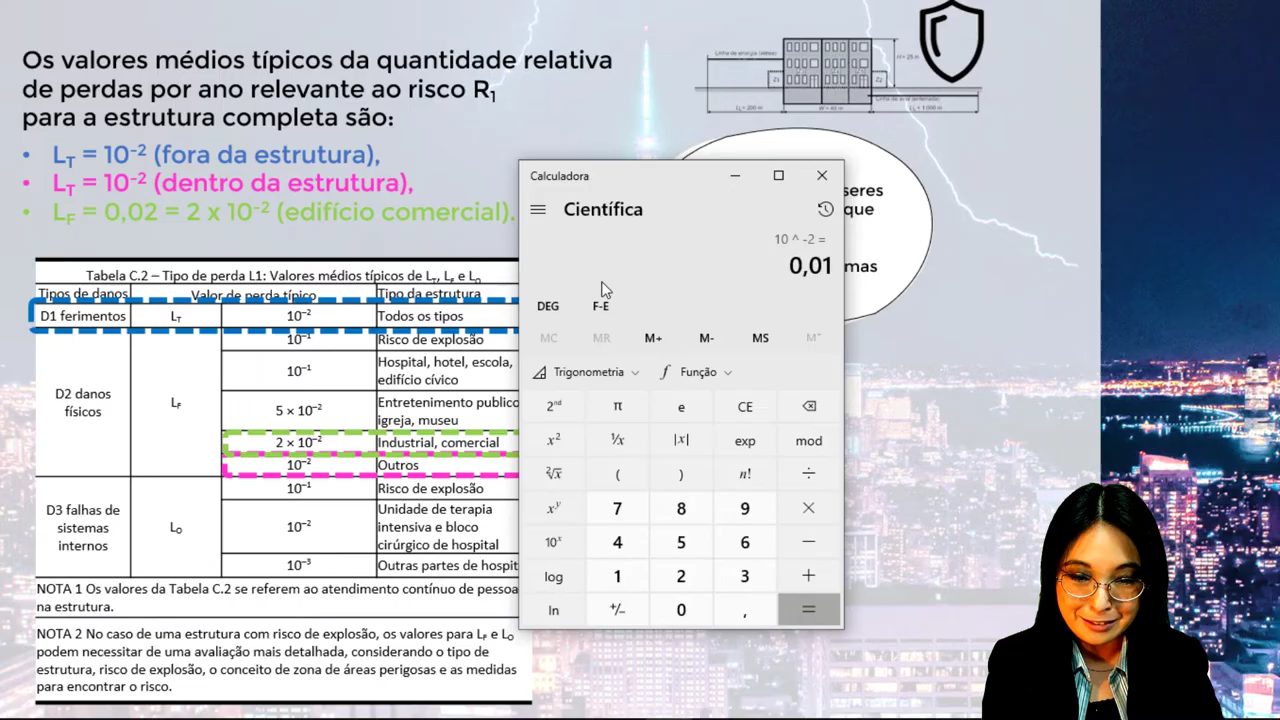 Os valores médios típicos da quantidade relativa
de perdas por ano relevante ao risco R1
para a estrutura completa são:
• LT = 10⁻² (fora da estrutura),
• LT = 10⁻² (dentro da estrutura),
• LF = 0,02 = 2 x 10⁻² (edifício comercial).
Tabela C.2 – Tipo de perda L1: Valores médios típicos de LT, LF e LO
Tipos de danos Valor de perda típico Tipo da estrutura
D1 ferimentos LT 10⁻² Todos os tipos
D2 danos
físicos
LF
10⁻¹ Risco de explosão
10⁻¹ Hospital, hotel, escola,
edifício cívico
5 × 10⁻² Entretenimento publico
igreja, museu
2 × 10⁻² Industrial, comercial
10⁻² Outros
D3 falhas de
sistemas
internos
LO
10⁻¹ Risco de explosão
10⁻² Unidade de terapia
intensiva e bloco
cirúrgico de hospital
10⁻³ Outras partes de hospit
NOTA 1 Os valores da Tabela C.2 se referem ao atendimento contínuo de pessoa
na estrutura.
NOTA 2 No caso de uma estrutura com risco de explosão, os valores para LF e LO
podem necessitar de uma avaliação mais detalhada, considerando o tipo de
estrutura, risco de explosão, o conceito de zona de áreas perigosas e as medidas
para encontrar o risco.
Linha de energia (aérea)
Z1
Z2
LL = 200 m
LL = 1 000 m
seres
que
mas
Calculadora
Científica
10 ^ -2 =
0,01
DEG F-E
MC MR M+ M- MS M˅
Trigonometria f Função
2ⁿᵈ π e CE
x² ¹/x |x| exp mod
²√x ( ) n! ÷
xʸ 7 8 9 ×
10ˣ 4 5 6 −
log 1 2 3 +
ln +/− 0 , =